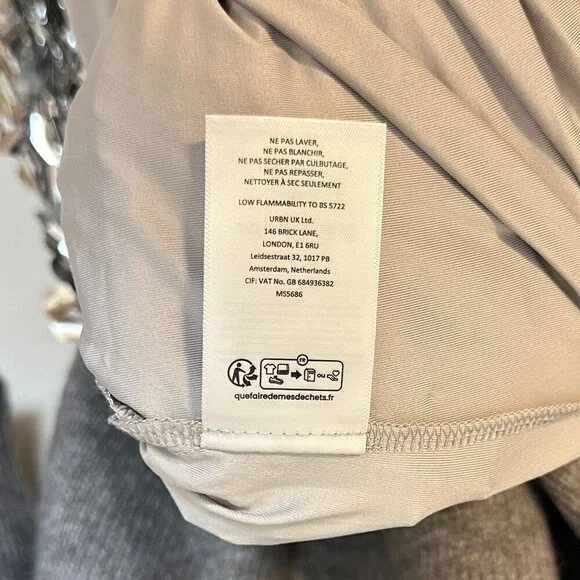 NE PAS LAVER,
NE PAS BLANCHIR,
NE PAS SECHER PAR CULBUTAGE,
NE PAS REPASSER,
NETTOYER À SEC SEULEMENT
LOW FLAMMABILITY TO BS 5722
URBN UK Ltd.
146 BRICK LANE,
LONDON, E1 6RU
Leidsestraat 32, 1017 PB
Amsterdam, Netherlands
CIF: VAT No. GB 684936382
M55686
FR
OU
quefairedemesdechets.fr